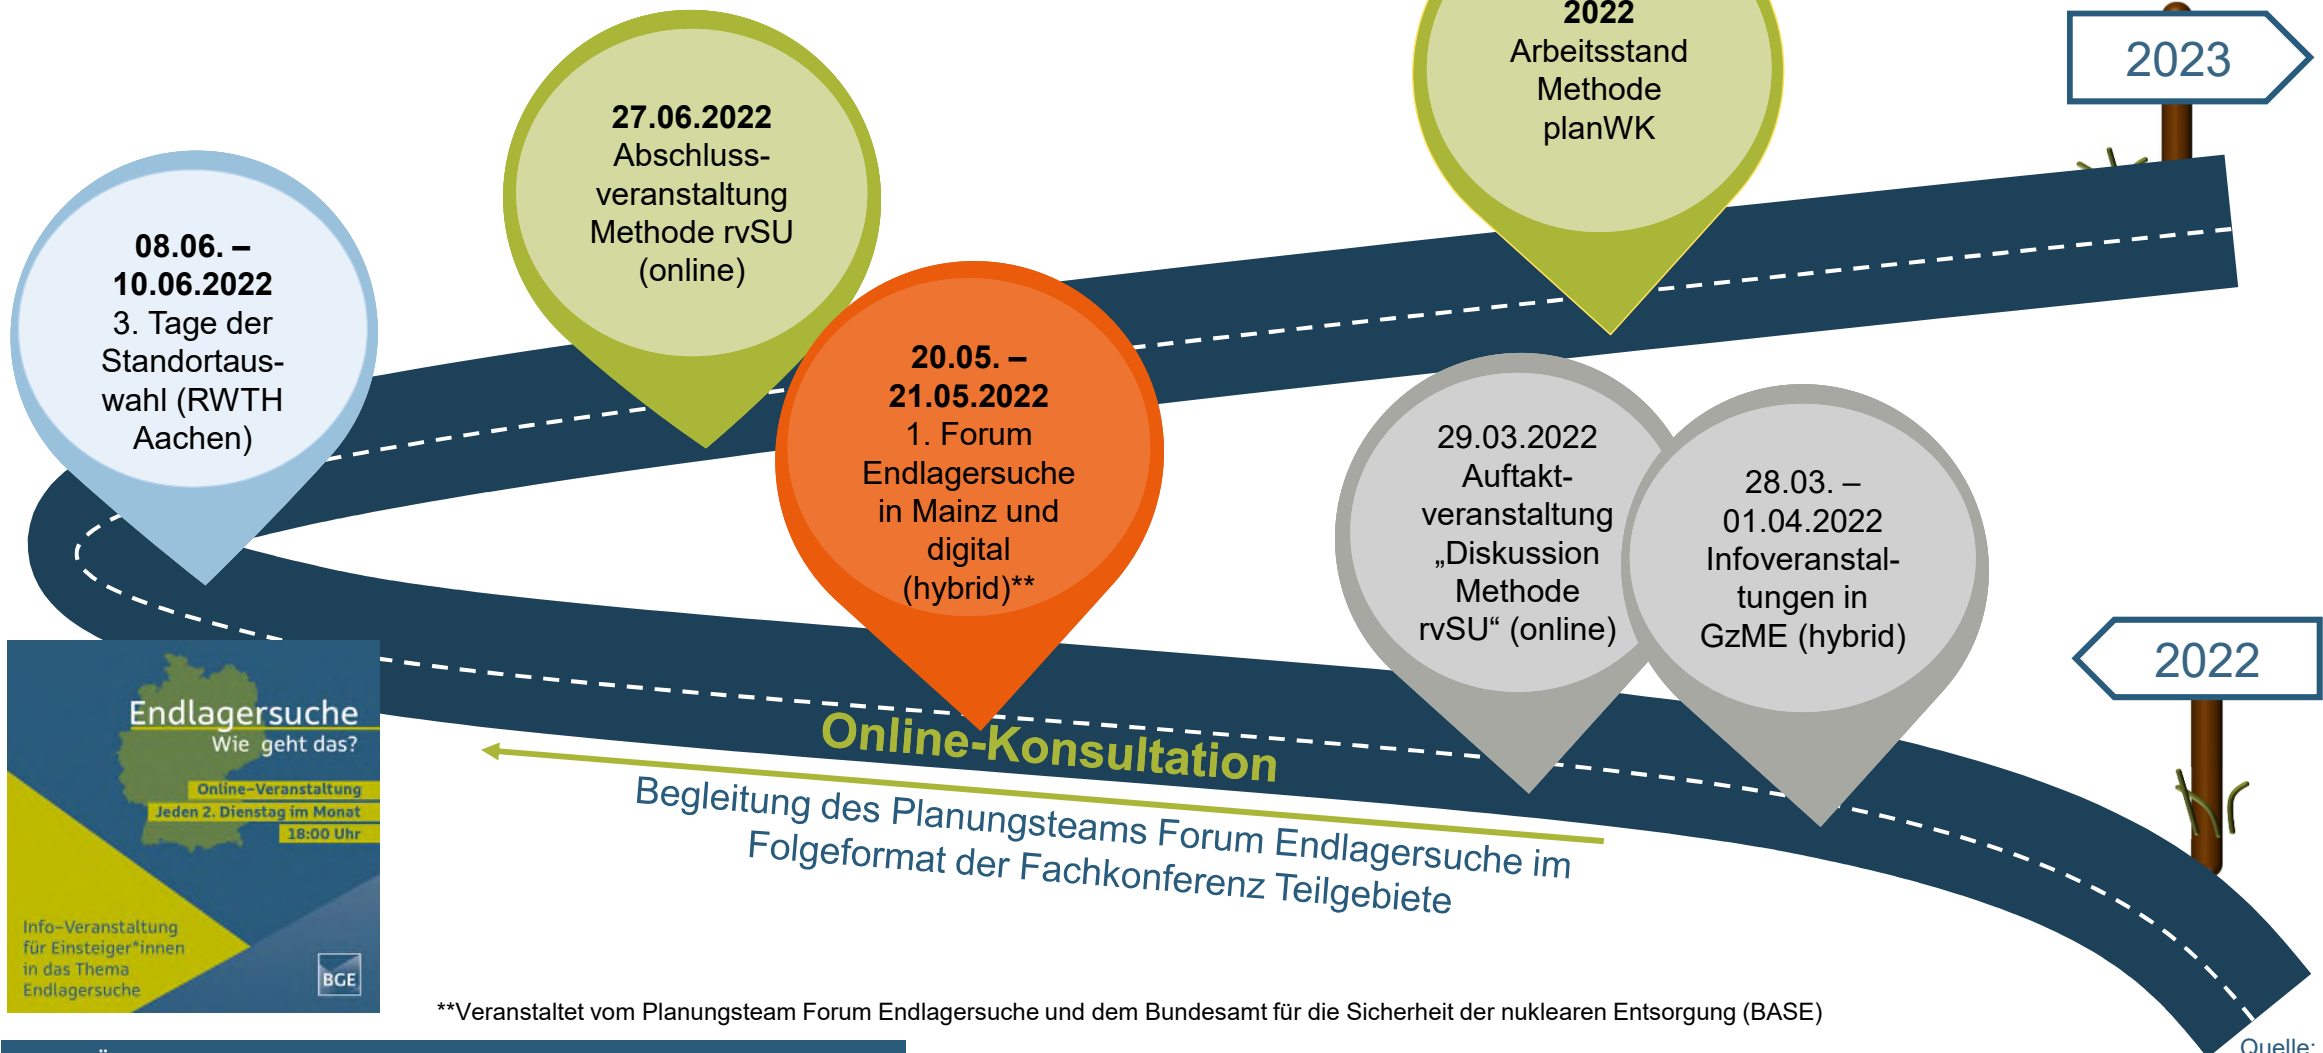 2022
Arbeitsstand
Methode
planWK
2023
27.06.2022
Abschluss-
veranstaltung
Methode rvSU
(online)
08.06. –
10.06.2022
3. Tage der
Standortaus-
wahl (RWTH
Aachen)
20.05. –
21.05.2022
1. Forum
Endlagersuche
in Mainz und
digital
(hybrid)**
29.03.2022
Auftakt-
veranstaltung
„Diskussion
Methode
rvSU“ (online)
28.03. –
01.04.2022
Infoveranstal-
tungen in
GzME (hybrid)
2022
Online-Konsultation
Begleitung des Planungsteams Forum Endlagersuche im
Folgeformat der Fachkonferenz Teilgebiete
Endlagersuche
Wie geht das?
Online-Veranstaltung
Jeden 2. Dienstag im Monat
18:00 Uhr
Info-Veranstaltung
für Einsteiger*innen
in das Thema
Endlagersuche
BGE
**Veranstaltet vom Planungsteam Forum Endlagersuche und dem Bundesamt für die Sicherheit der nuklearen Entsorgung (BASE)
Quelle: